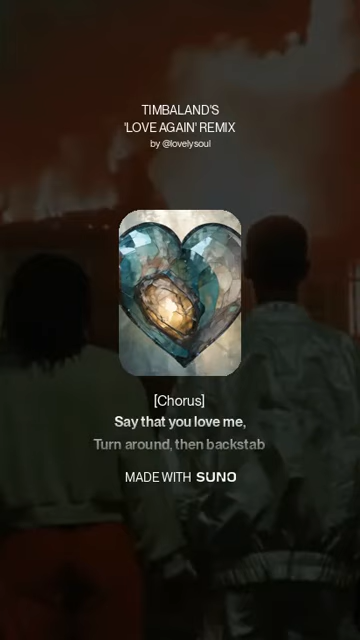 TIMBALAND'S
'LOVE AGAIN' REMIX
by @lovelysoul
[Chorus]
Say that you love me,
Turn around, then backstab
MADE WITH SUNO